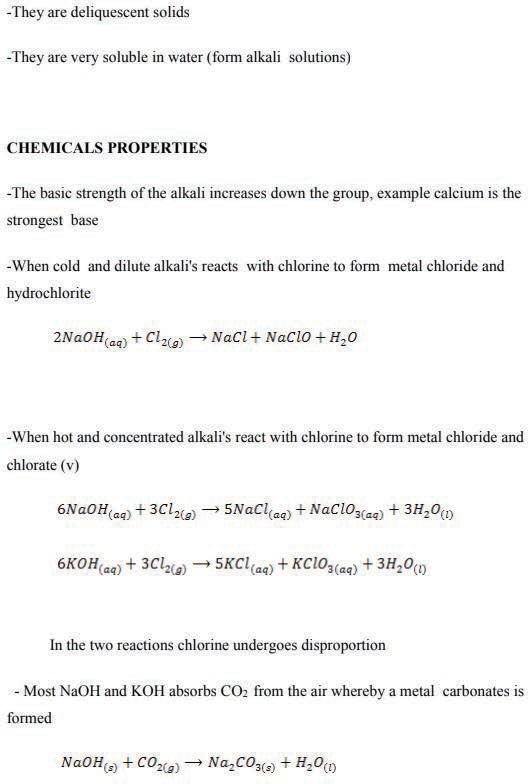 -They are deliquescent solids
-They are very soluble in water (form alkali solutions)
CHEMICALS PROPERTIES
-The basic strength of the alkali increases down the group, example calcium is the
strongest base
-When cold and dilute alkali's reacts with chlorine to form metal chloride and
hydrochlorite
2NaOH(aq) + Cl2(g) → NaCl + NaClO + H2O
-When hot and concentrated alkali's react with chlorine to form metal chloride and
chlorate (v)
6NaOH(aq) + 3Cl2(g) → 5NaCl(aq) + NaClO3(aq) + 3H2O(l)
6KOH(aq) + 3Cl2(g) → 5KCl(aq) + KClO3(aq) + 3H2O(l)
In the two reactions chlorine undergoes disproportion
- Most NaOH and KOH absorbs CO2 from the air whereby a metal carbonates is
formed
NaOH(s) + CO2(g) → Na2CO3(s) + H2O(l)